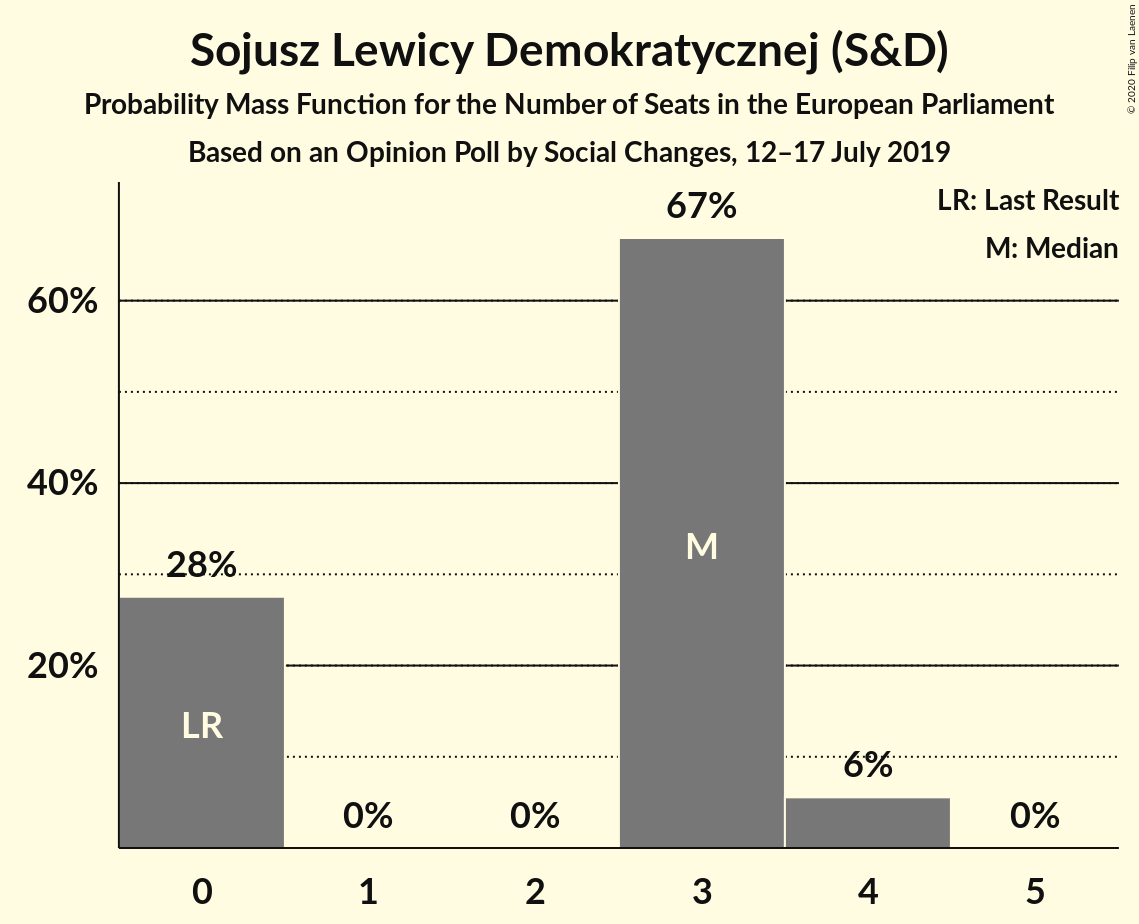 Sojusz Lewicy Demokratycznej (S&D)
Probability Mass Function for the Number of Seats in the European Parliament
Based on an Opinion Poll by Social Changes, 12–17 July 2019
© 2020 Filip van Laenen
LR: Last Result
M: Median
67%
60%
40%
M
28%
20%
LR
6%
0%
0%
0%
0
1
2
3
4
5